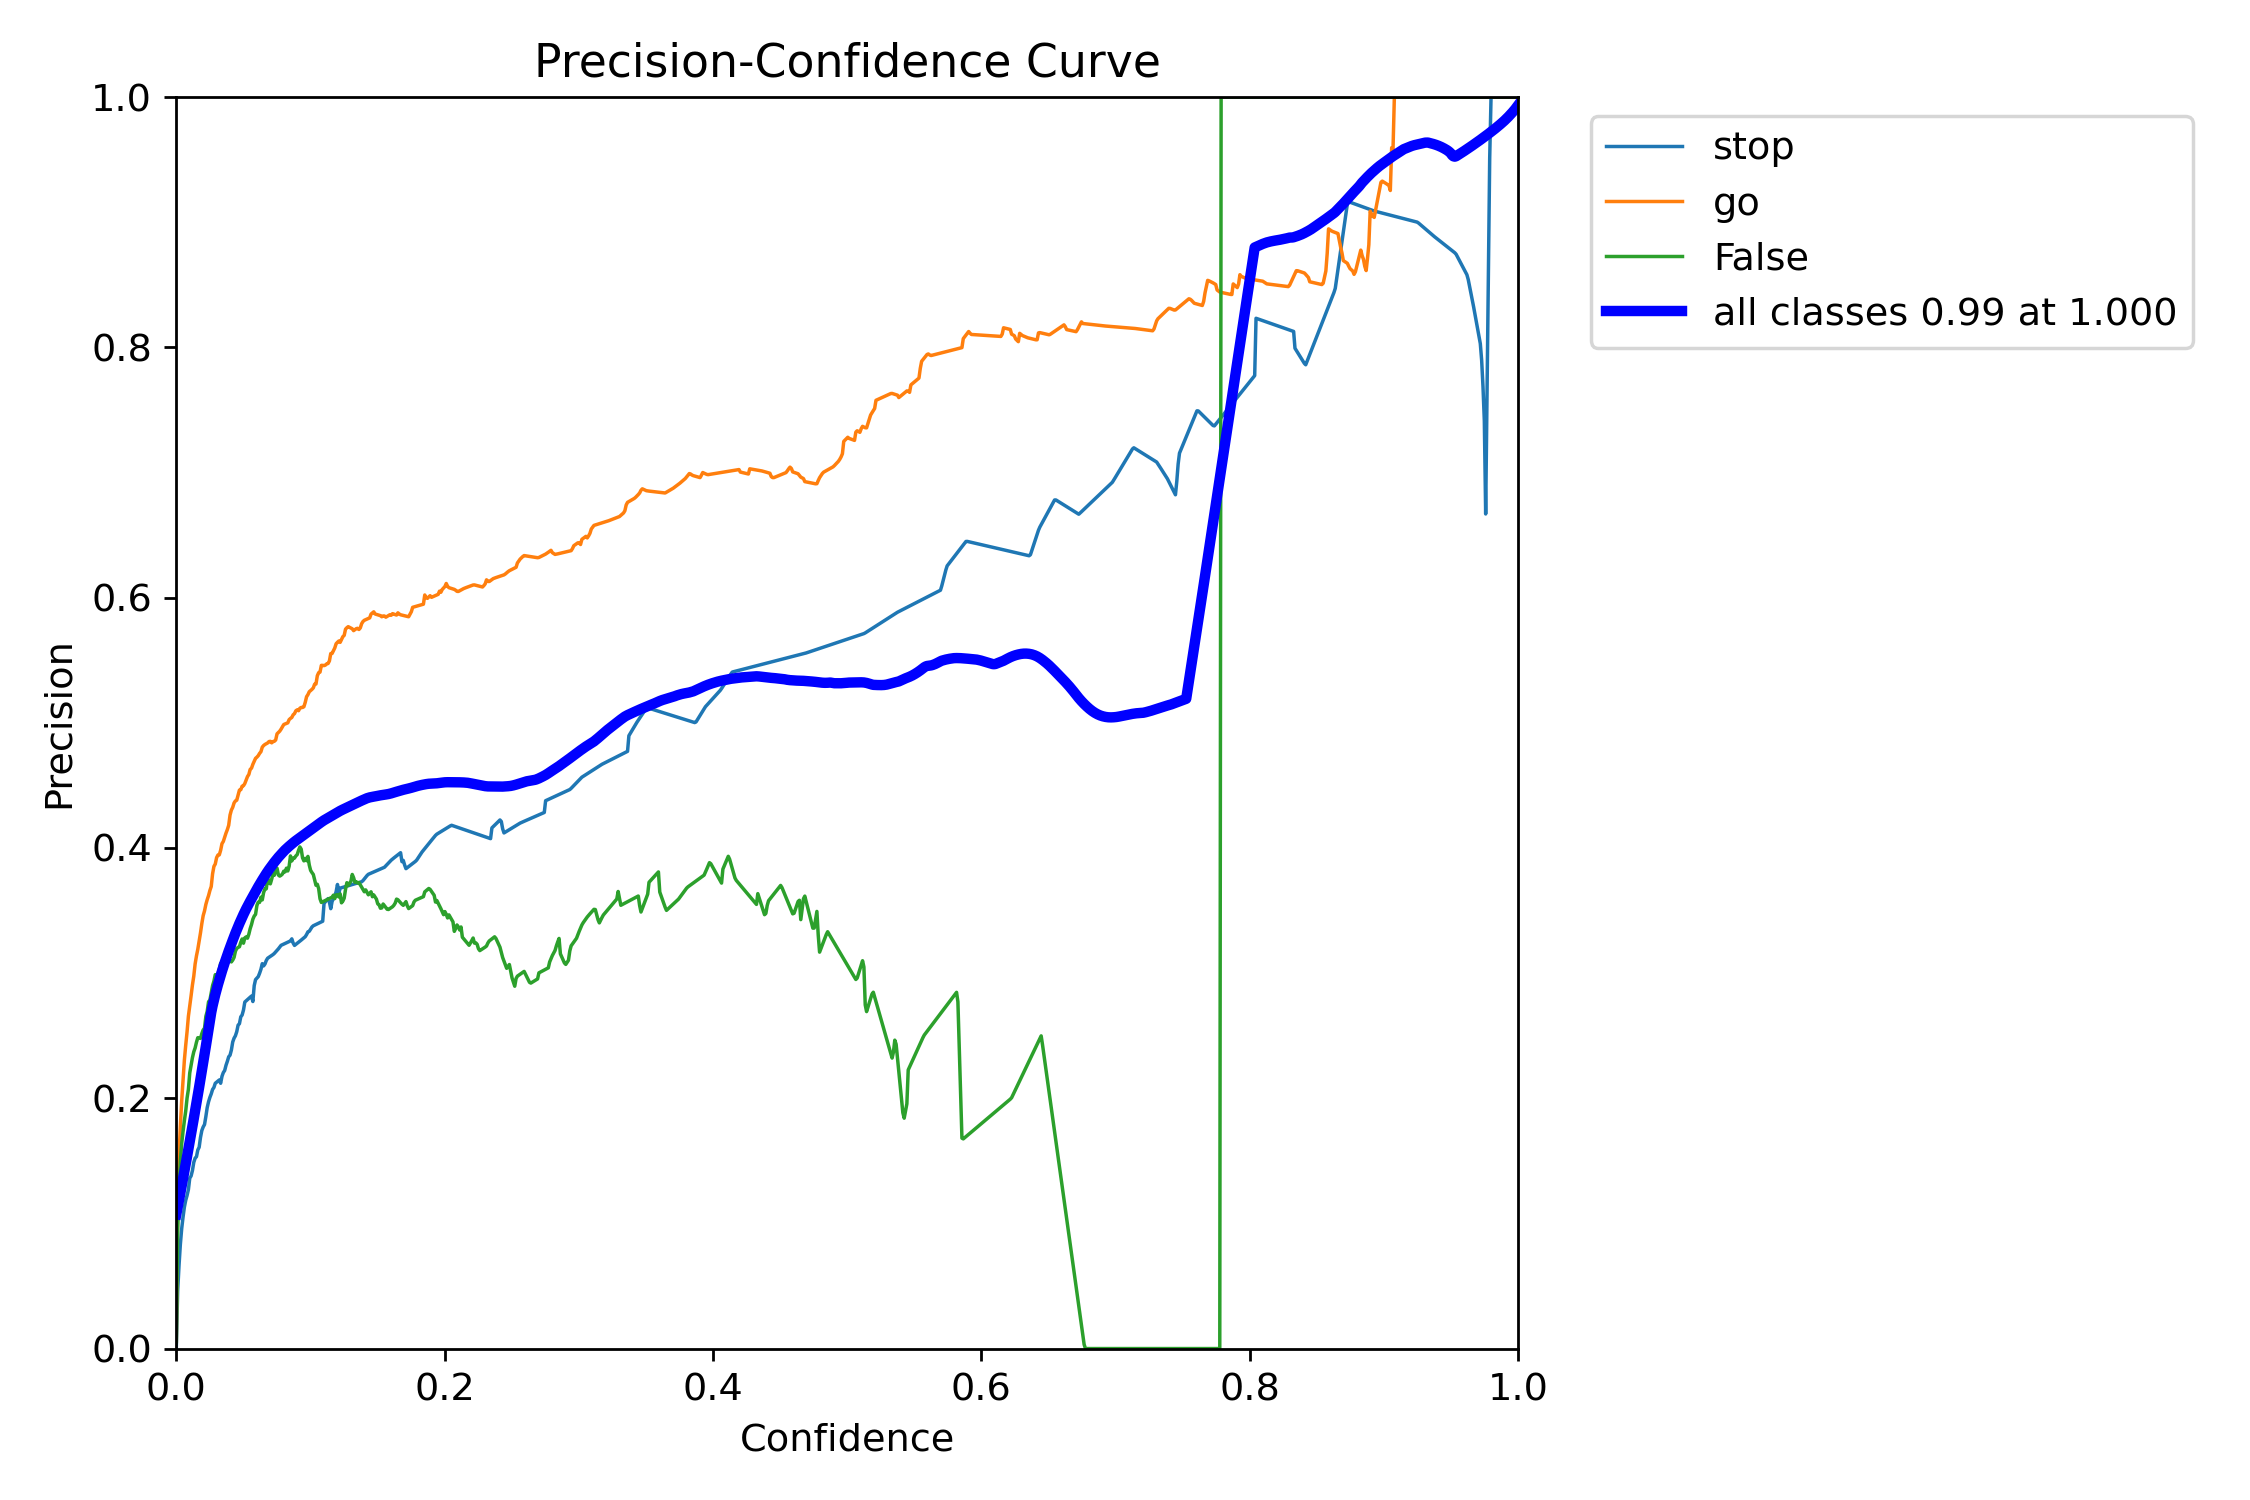 Precision-Confidence Curve
1.0
0.8
0.6
0.4
0.2
0.0
Precision
0.0 0.2 0.4 0.6 0.8 1.0
Confidence
stop
go
False
all classes 0.99 at 1.000